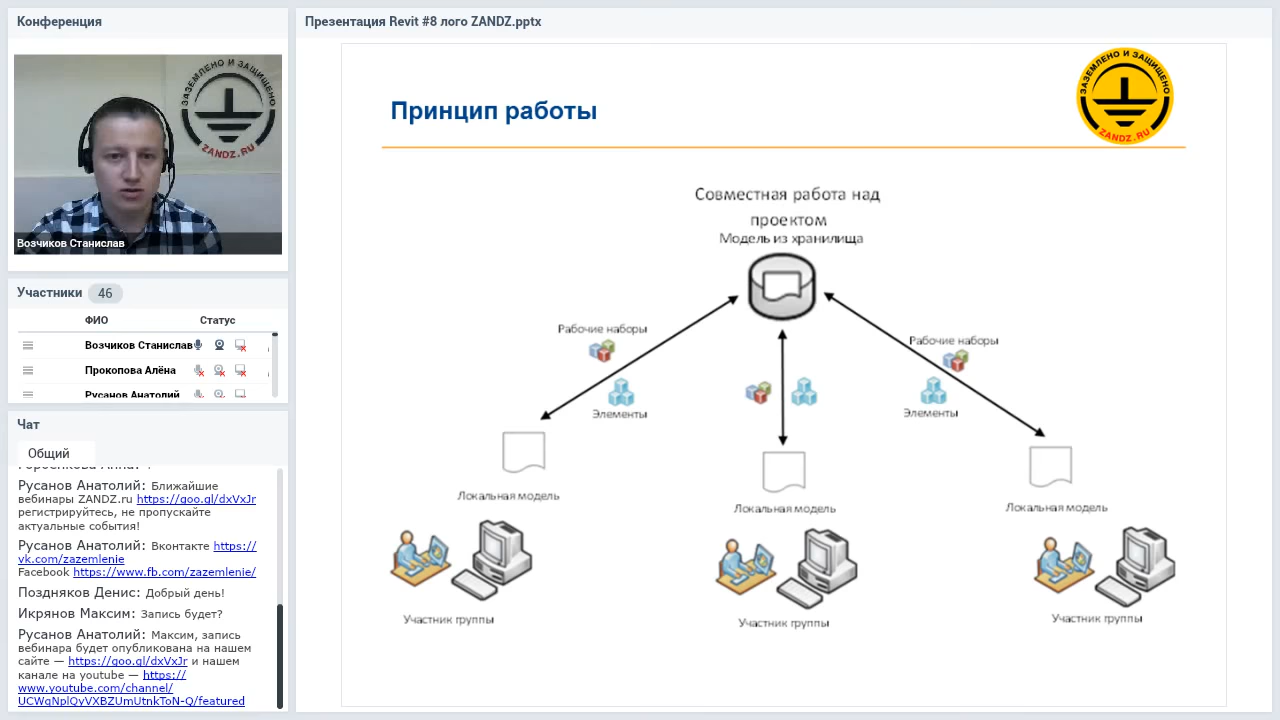 Конференция
ЗАЗЕМЛЕНО И ЗАЩИЩЕНО
ZANDZ.RU
Возчиков Станислав
Участники 46
ФИО Статус
Возчиков Станислав
Прокопова Алёна
Русанов Анатолий
Чат
Общий
Русанов Анатолий: Ближайшие
вебинары ZANDZ.ru https://goo.gl/dxVxJr
регистрируйтесь, не пропускайте
актуальные события!
Русанов Анатолий: Вконтакте https://
vk.com/zazemlenie
Facebook https://www.fb.com/zazemlenie/
Поздняков Денис: Добрый день!
Икрянов Максим: Запись будет?
Русанов Анатолий: Максим, запись
вебинара будет опубликована на нашем
сайте — https://goo.gl/dxVxJr и нашем
канале на youtube — https://
www.youtube.com/channel/
UCWqNplQyVXBZUmUtnkToN-Q/featured
Презентация Revit #8 лого ZANDZ.pptx
Принцип работы
ЗАЗЕМЛЕНО И ЗАЩИЩЕНО
ZANDZ.RU
Совместная работа над
проектом
Модель из хранилища
Рабочие наборы
Рабочие наборы
Элементы
Элементы
Локальная модель
Локальная модель
Локальная модель
Участник группы
Участник группы
Участник группы